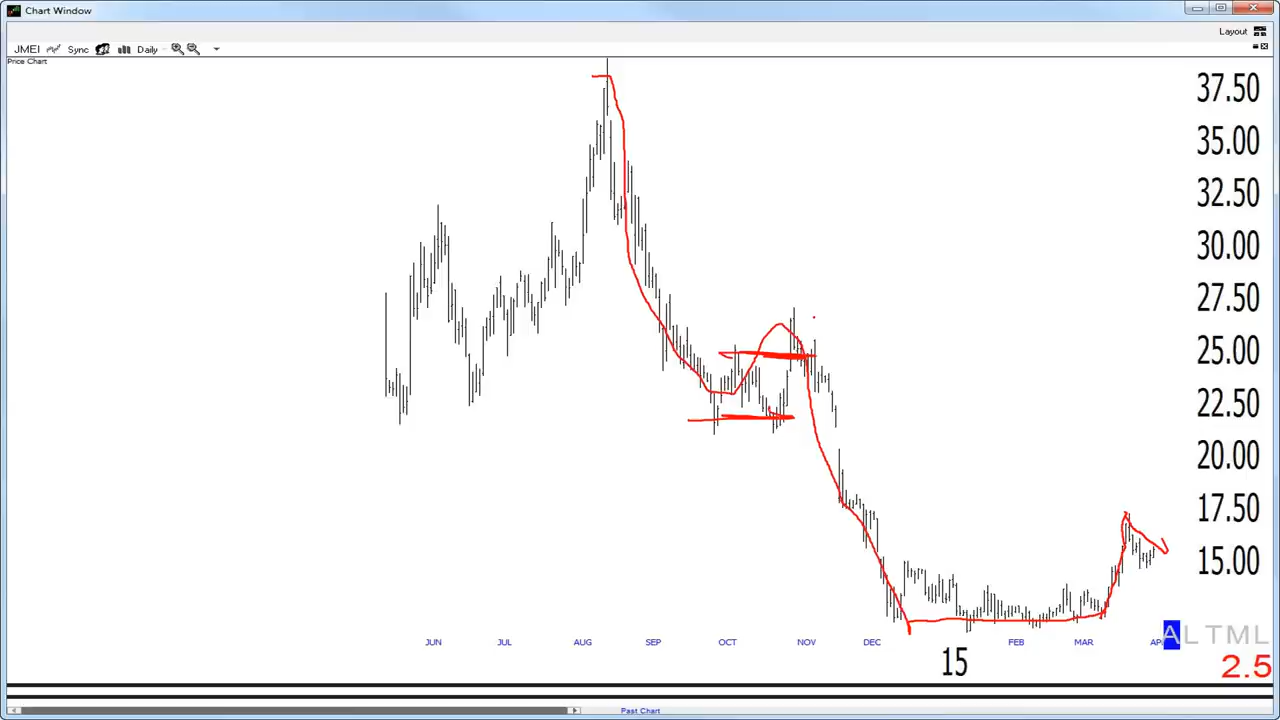 Chart Window
Layout
JMEI Sync Daily
Price Chart
37.50
35.00
32.50
30.00
27.50
25.00
22.50
20.00
17.50
15.00
JUN JUL AUG SEP OCT NOV DEC 15 FEB MAR AP
ALTML
2.5
Past Chart